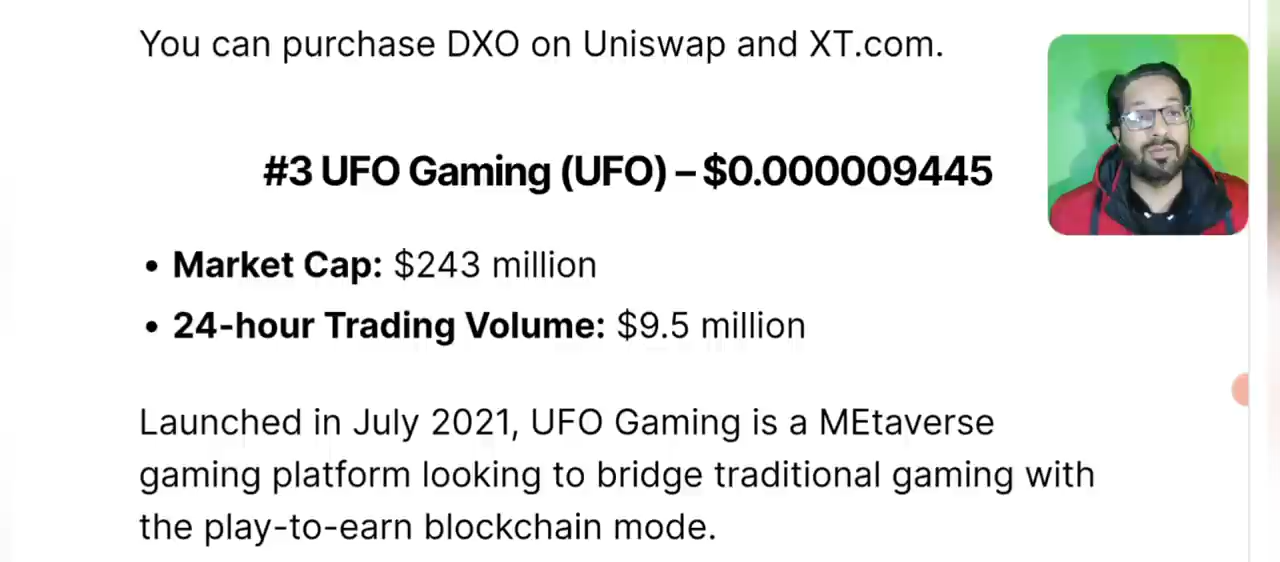 You can purchase DXO on Uniswap and XT.com.
#3 UFO Gaming (UFO) – $0.000009445
• Market Cap: $243 million
• 24-hour Trading Volume: $9.5 million
Launched in July 2021, UFO Gaming is a MEtaverse
gaming platform looking to bridge traditional gaming with
the play-to-earn blockchain mode.